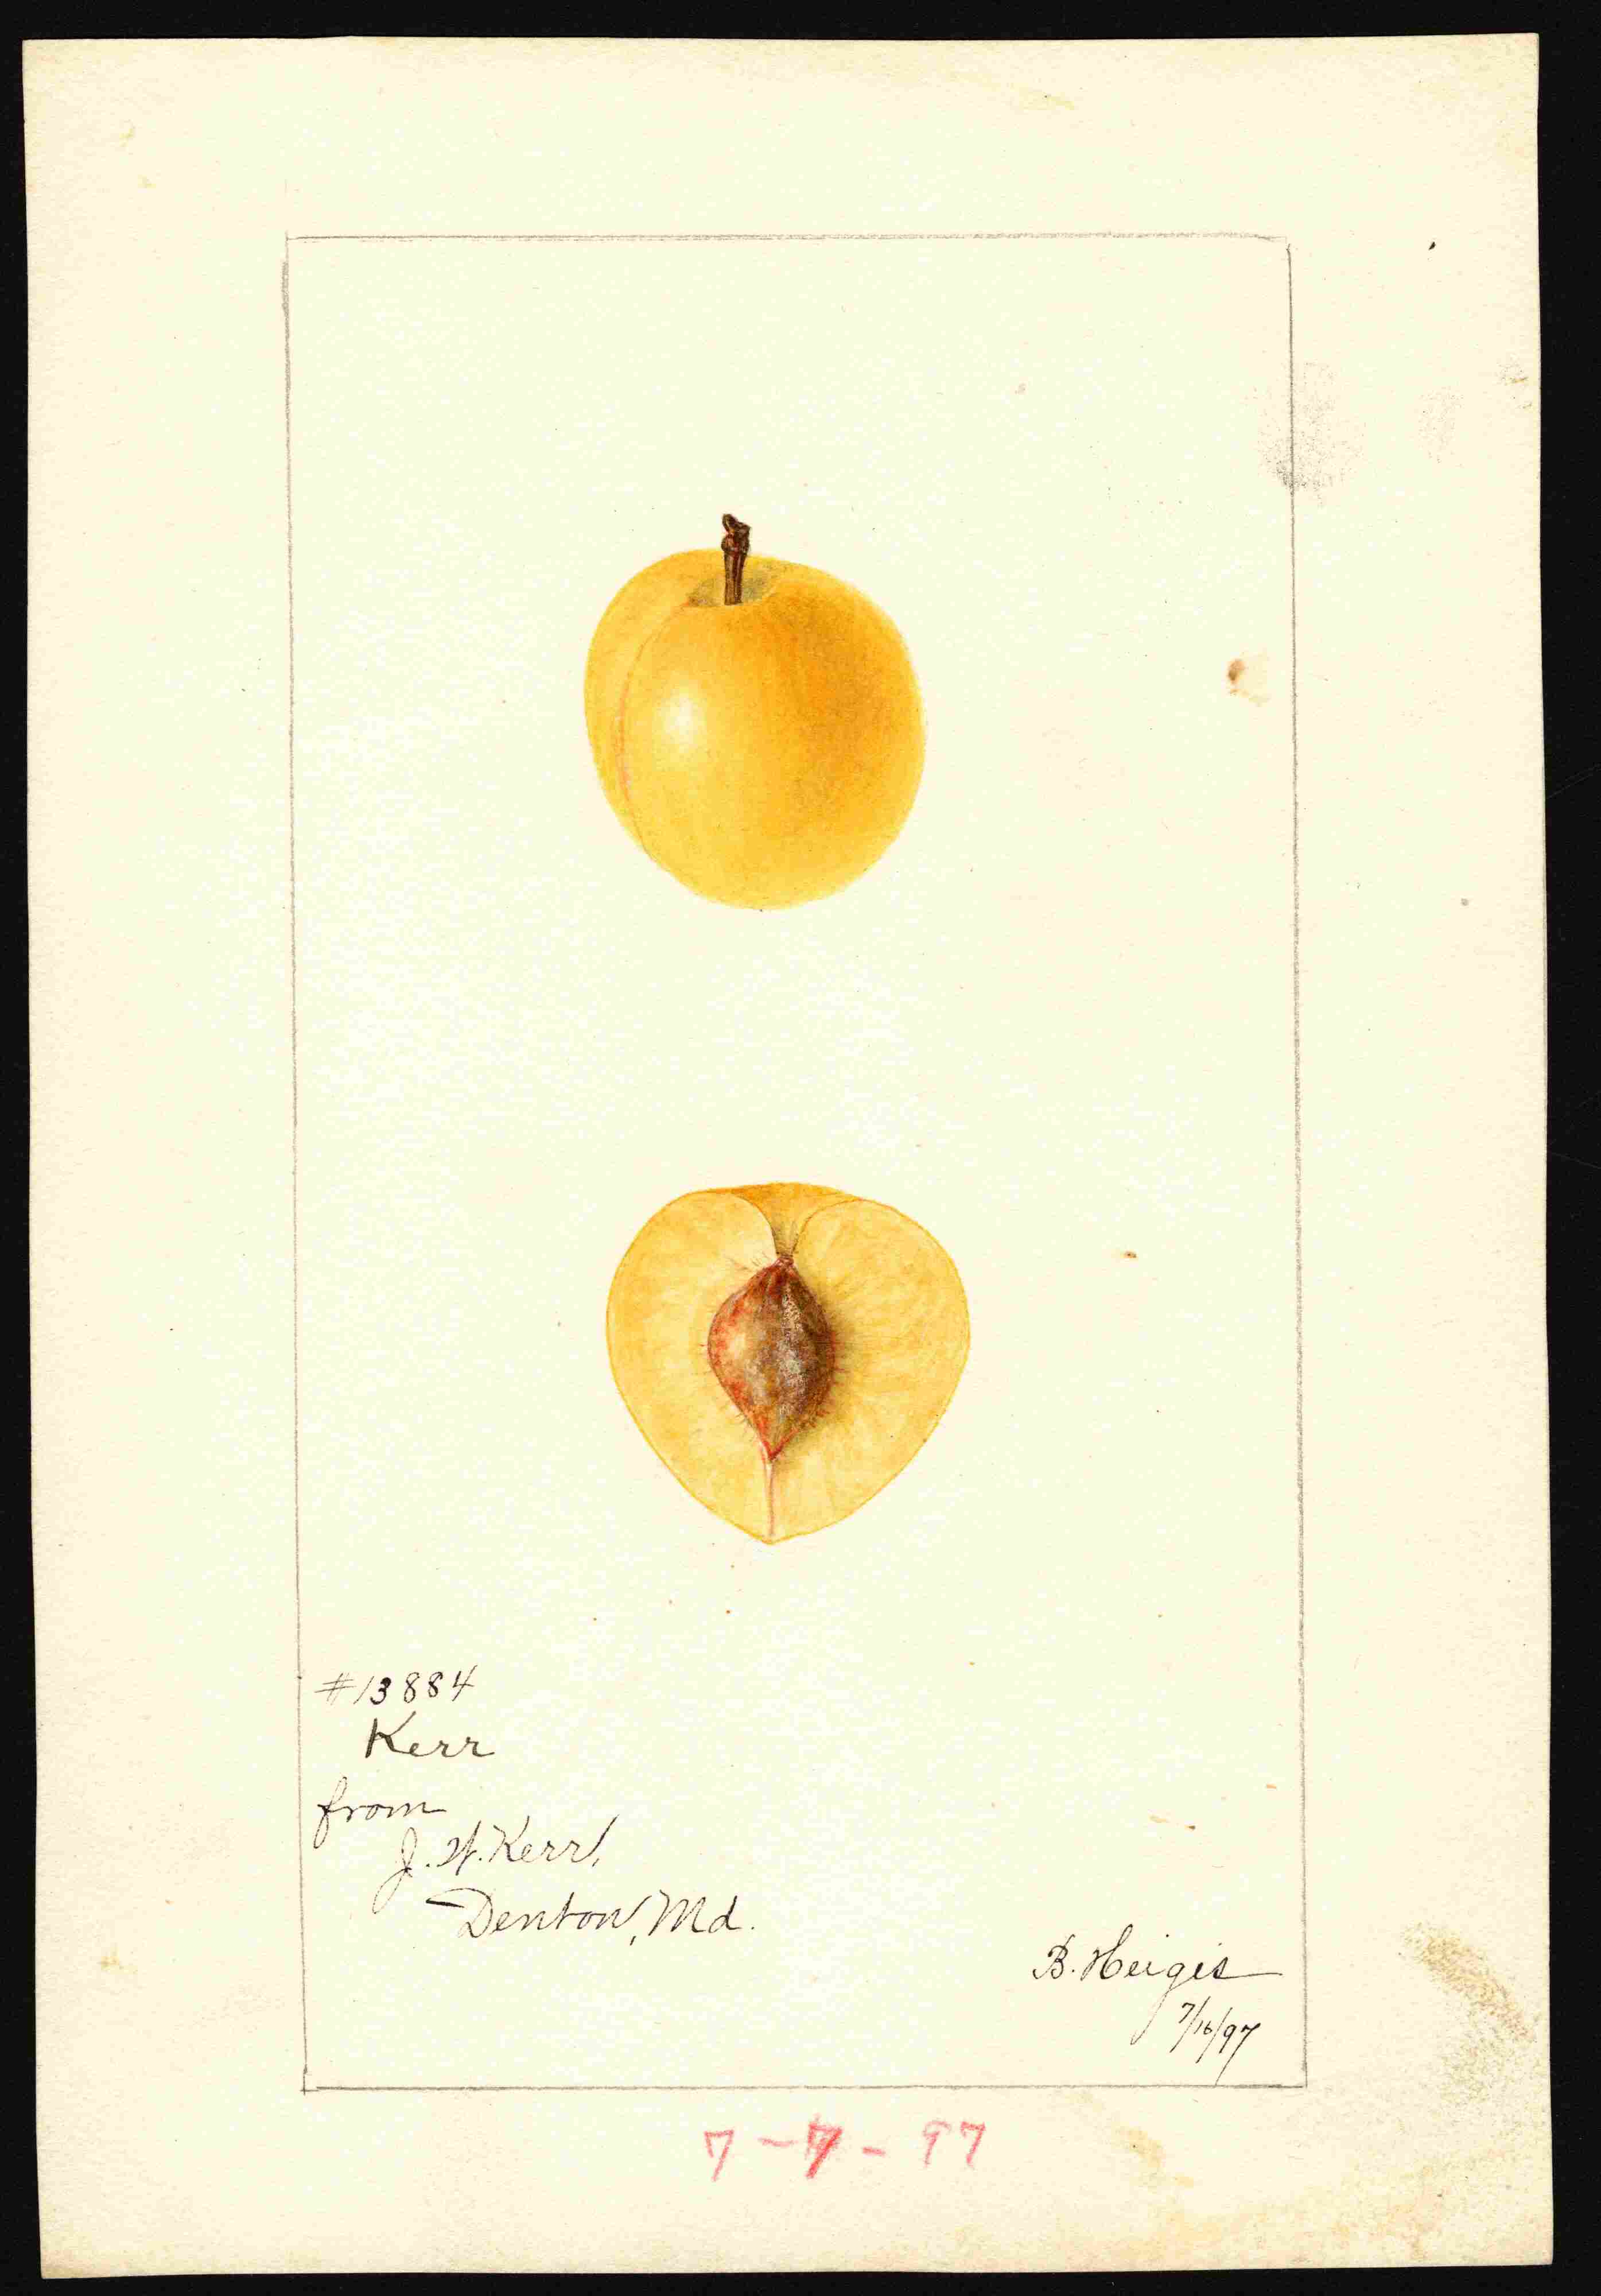 #13884
Kerr
from
J. W. Kerr,
Denton, Md.
B. Heiges
7/16/97
7-7-97